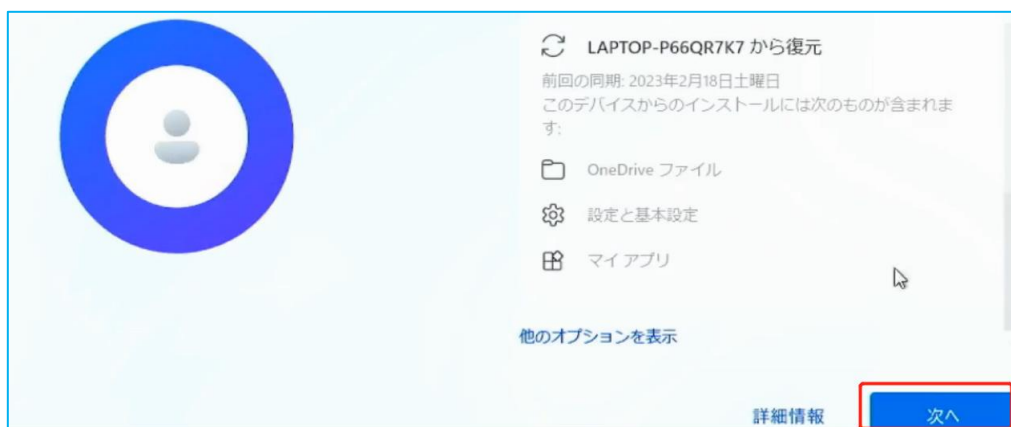 LAPTOP-P66QR7K7 から復元
前回の同期: 2023年2月18日土曜日
このデバイスからのインストールには次のものが含まれま
す:
OneDrive ファイル
設定と基本設定
マイ アプリ
他のオプションを表示
詳細情報
次へ